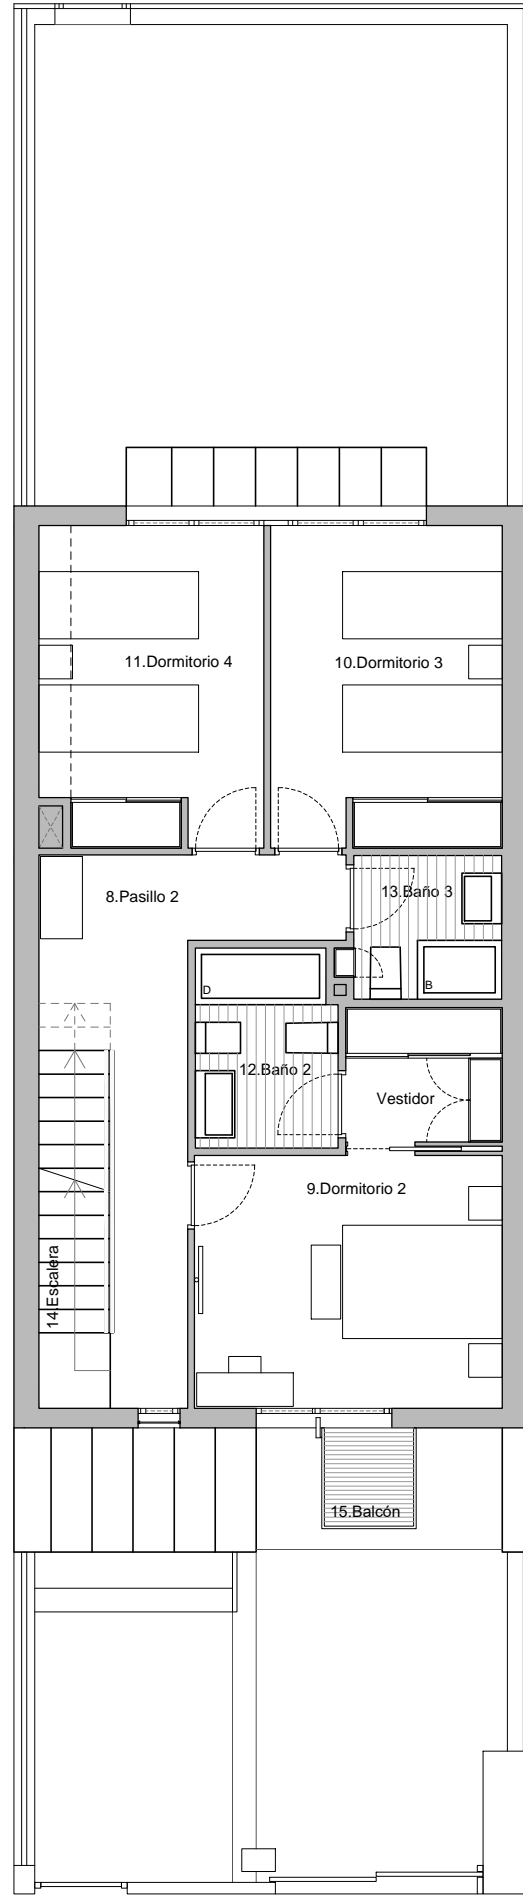 11.Dormitorio 4
10.Dormitorio 3
8.Pasillo 2
13.Baño 3
D
B
12.Baño 2
Vestidor
9.Dormitorio 2
14.Escalera
15.Balcón